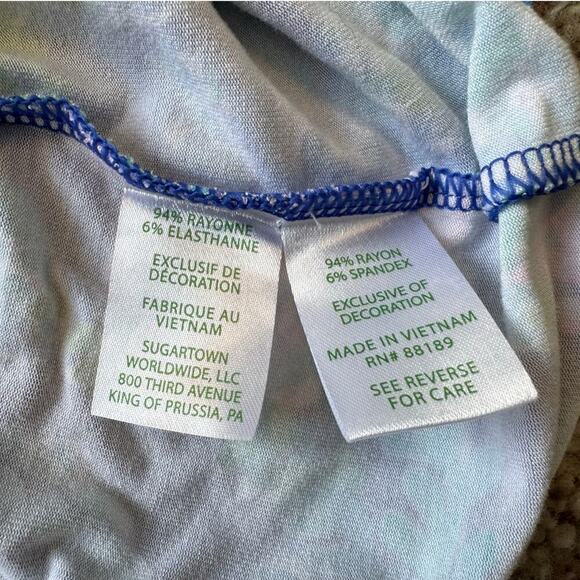 94% RAYONNE
6% ELASTHANNE
EXCLUSIF DE
DÉCORATION
FABRIQUE AU
VIETNAM
SUGARTOWN
WORLDWIDE, LLC
800 THIRD AVENUE
KING OF PRUSSIA, PA
94% RAYON
6% SPANDEX
EXCLUSIVE OF
DECORATION
MADE IN VIETNAM
RN# 88189
SEE REVERSE
FOR CARE